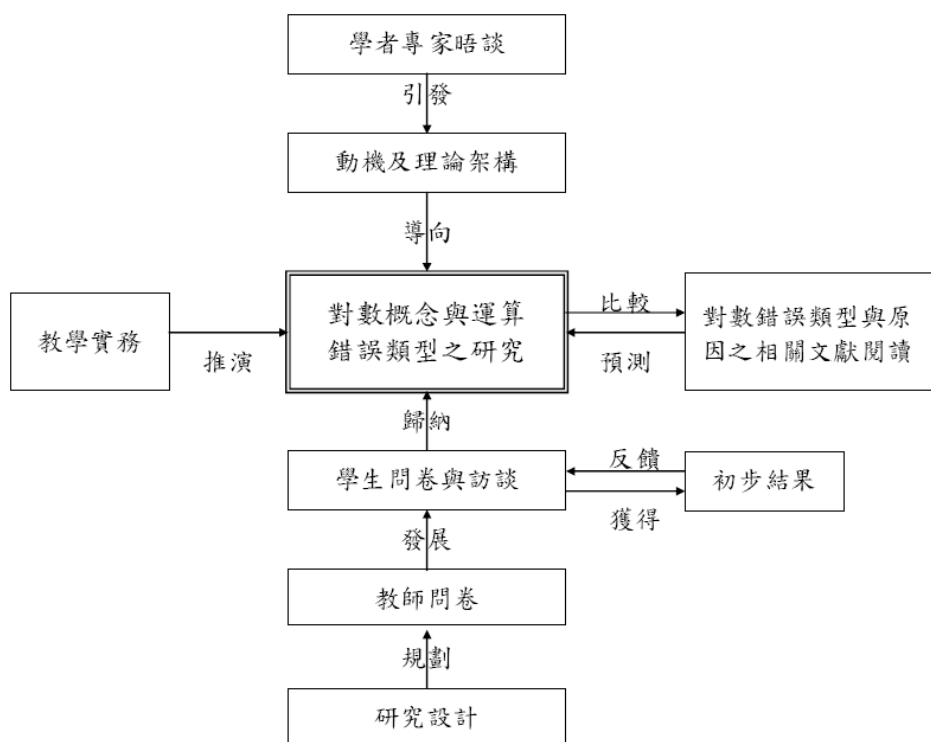 學者專家晤談
引發
動機及理論架構
導向
教學實務
推演
對數概念與運算
錯誤類型之研究
比較
預測
對數錯誤類型與原
因之相關文獻閱讀
歸納
學生問卷與訪談
反饋
獲得
初步結果
發展
教師問卷
規劃
研究設計